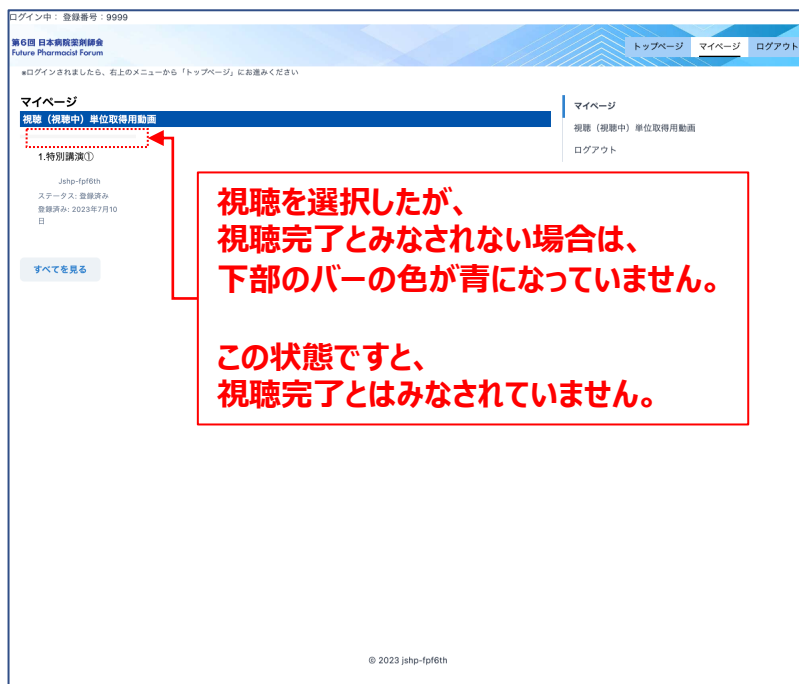 ログイン中： 登録番号：9999
第6回 日本病院薬剤師会
Future Pharmacist Forum
トップページ マイページ ログアウト
※ログインされましたら、右上のメニューから「トップページ」にお進みください
マイページ
視聴（視聴中）単位取得用動画
1.特別講演①
Jshp-fpf6th
ステータス: 登録済み
登録済み: 2023年7月10
日
すべてを見る
マイページ
視聴（視聴中）単位取得用動画
ログアウト
視聴を選択したが、
視聴完了とみなされない場合は、
下部のバーの色が青になっていません。
この状態ですと、
視聴完了とはみなされていません。
© 2023 jshp-fpf6th